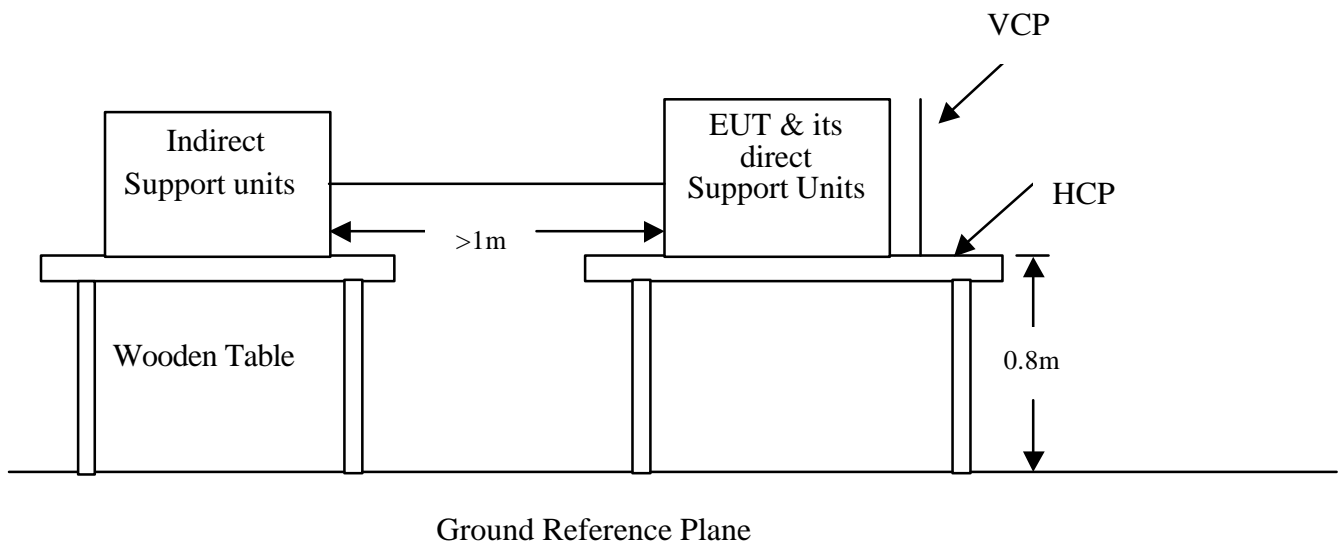 VCP
Indirect
Support units
EUT & its
direct
Support Units
HCP
>1m
Wooden Table
0.8m
Ground Reference Plane